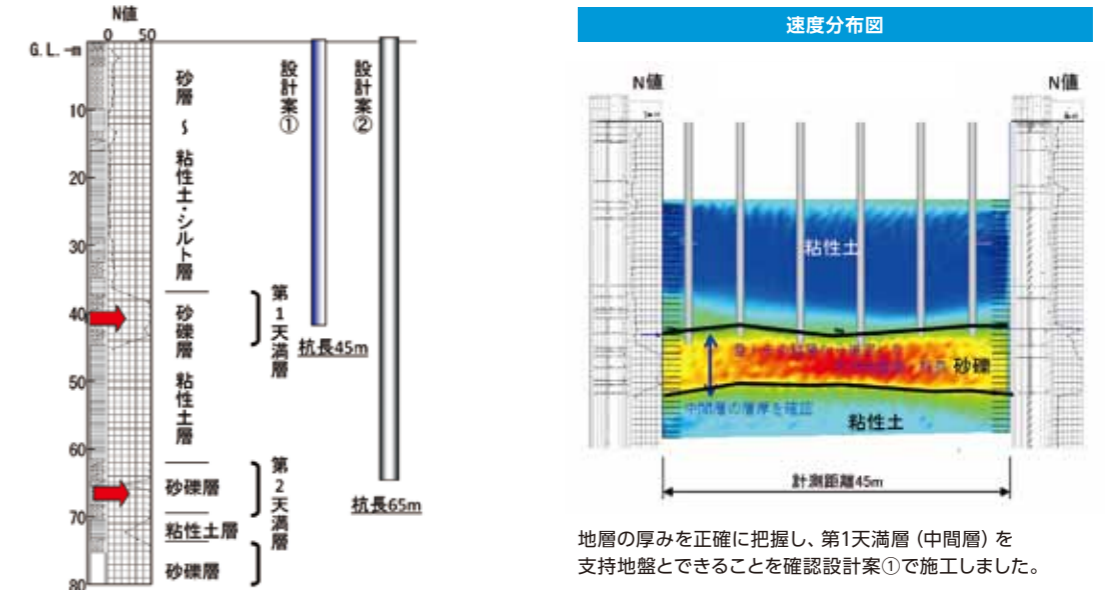 N値
0 50
G.L. -m
10
20
30
40
50
60
70
80
砂層 〜 粘性土・シルト層
砂礫層
粘性土層
砂礫層
粘性土層
砂礫層
第1天満層
第2天満層
設計案①
杭長45m
設計案②
杭長65m
速度分布図
N値
N値
粘性土
砂礫
中間層の層厚を確認
粘性土
計測距離45m
地層の厚みを正確に把握し、第1天満層(中間層)を
支持地盤とできることを確認設計案①で施工しました。